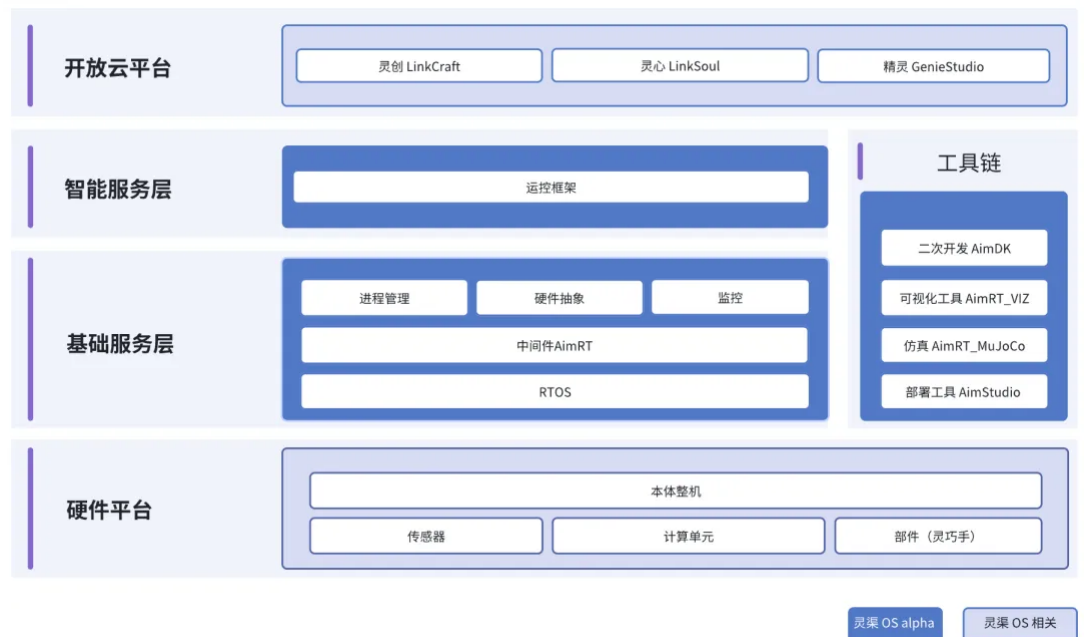 开放云平台
灵创 LinkCraft
灵心 LinkSoul
精灵 GenieStudio
智能服务层
运控框架
工具链
二次开发 AimDK
可视化工具 AimRT_VIZ
仿真 AimRT_MuJoCo
部署工具 AimStudio
基础服务层
进程管理
硬件抽象
监控
中间件AimRT
RTOS
硬件平台
本体整机
传感器
计算单元
部件（灵巧手）
灵渠 OS alpha
灵渠 OS 相关